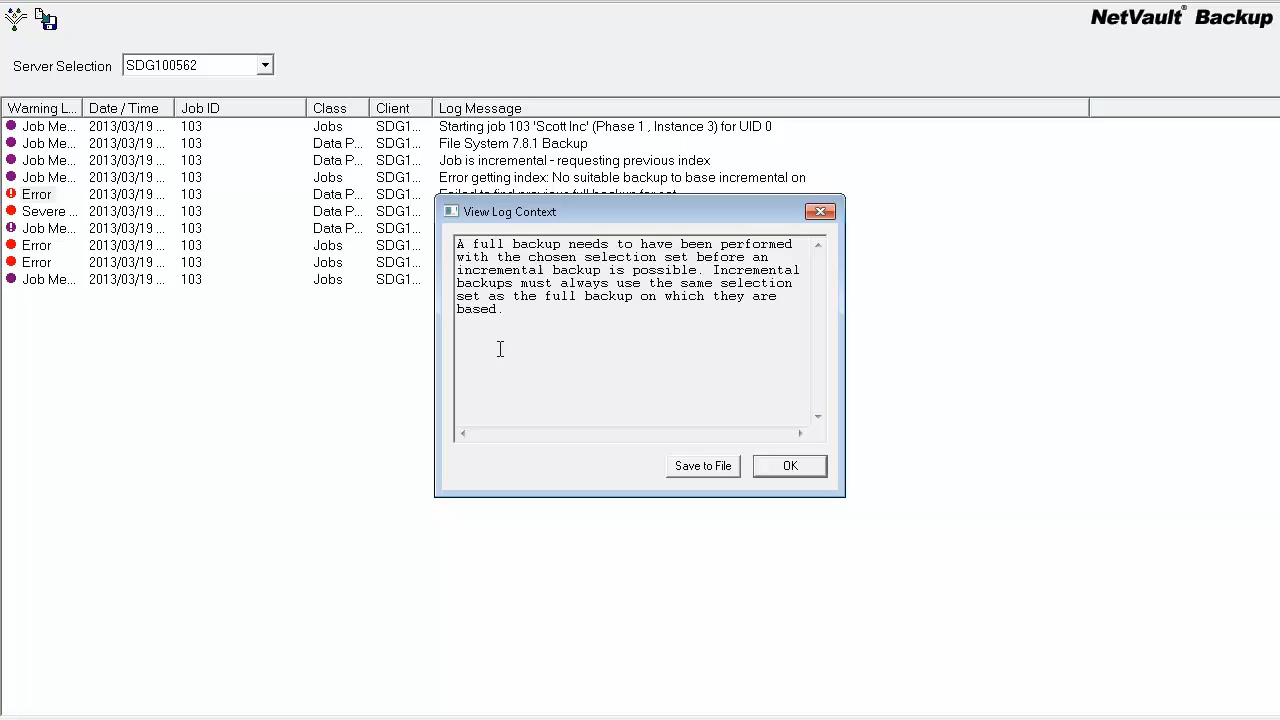 NetVault® Backup
Server Selection SDG100562
Warning L... Date / Time Job ID Class Client Log Message
Job Me... 2013/03/19 ... 103 Jobs SDG1... Starting job 103 'Scott Inc' (Phase 1 , Instance 3) for UID 0
Job Me... 2013/03/19 ... 103 Data P... SDG1... File System 7.8.1 Backup
Job Me... 2013/03/19 ... 103 Data P... SDG1... Job is incremental - requesting previous index
Job Me... 2013/03/19 ... 103 Jobs SDG1... Error getting index: No suitable backup to base incremental on
Error 2013/03/19 ... 103 Data P... SDG1... Failed to find previous full backup for set
Severe ... 2013/03/19 ... 103 Data P... SDG1...
Job Me... 2013/03/19 ... 103 Data P... SDG1...
Error 2013/03/19 ... 103 Jobs SDG1...
Error 2013/03/19 ... 103 Jobs SDG1...
Job Me... 2013/03/19 ... 103 Jobs SDG1...
View Log Context
A full backup needs to have been performed
with the chosen selection set before an
incremental backup is possible. Incremental
backups must always use the same selection
set as the full backup on which they are
based.
Save to File OK